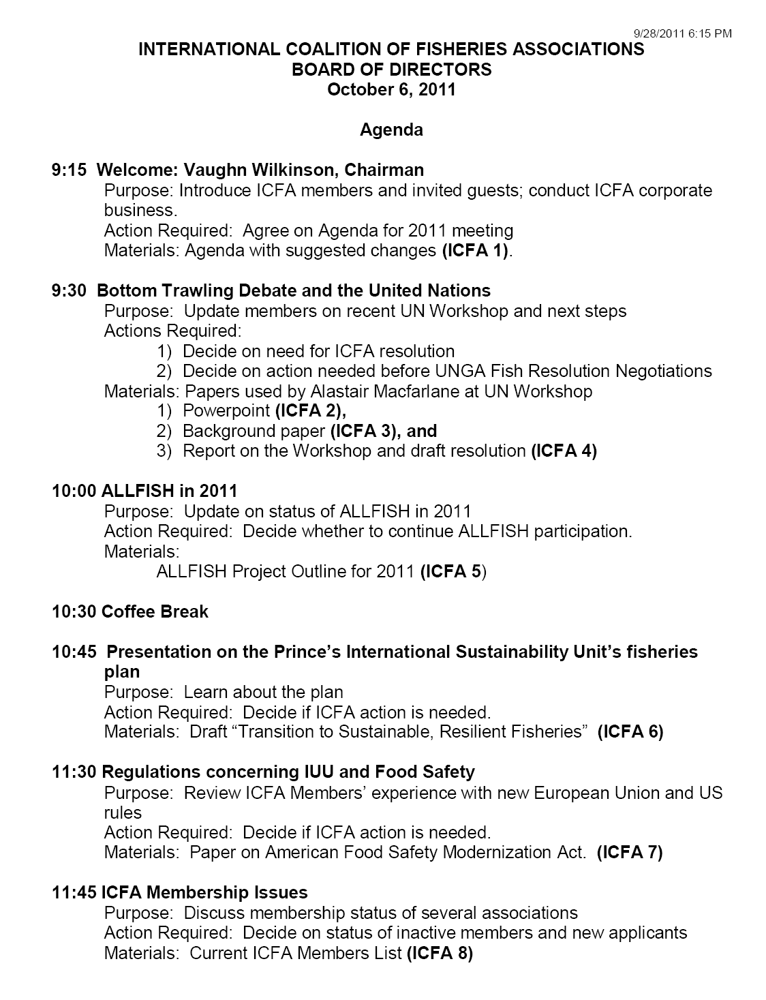 9/28/2011 6:15 PM
INTERNATIONAL COALITION OF FISHERIES ASSOCIATIONS
BOARD OF DIRECTORS
October 6, 2011
Agenda
9:15 Welcome: Vaughn Wilkinson, Chairman
Purpose: Introduce ICFA members and invited guests; conduct ICFA corporate
business.
Action Required: Agree on Agenda for 2011 meeting
Materials: Agenda with suggested changes (ICFA 1).
9:30 Bottom Trawling Debate and the United Nations
Purpose: Update members on recent UN Workshop and next steps
Actions Required:
1) Decide on need for ICFA resolution
2) Decide on action needed before UNGA Fish Resolution Negotiations
Materials: Papers used by Alastair Macfarlane at UN Workshop
1) Powerpoint (ICFA 2),
2) Background paper (ICFA 3), and
3) Report on the Workshop and draft resolution (ICFA 4)
10:00 ALLFISH in 2011
Purpose: Update on status of ALLFISH in 2011
Action Required: Decide whether to continue ALLFISH participation.
Materials:
ALLFISH Project Outline for 2011 (ICFA 5)
10:30 Coffee Break
10:45 Presentation on the Prince’s International Sustainability Unit’s fisheries
plan
Purpose: Learn about the plan
Action Required: Decide if ICFA action is needed.
Materials: Draft “Transition to Sustainable, Resilient Fisheries” (ICFA 6)
11:30 Regulations concerning IUU and Food Safety
Purpose: Review ICFA Members’ experience with new European Union and US
rules
Action Required: Decide if ICFA action is needed.
Materials: Paper on American Food Safety Modernization Act. (ICFA 7)
11:45 ICFA Membership Issues
Purpose: Discuss membership status of several associations
Action Required: Decide on status of inactive members and new applicants
Materials: Current ICFA Members List (ICFA 8)